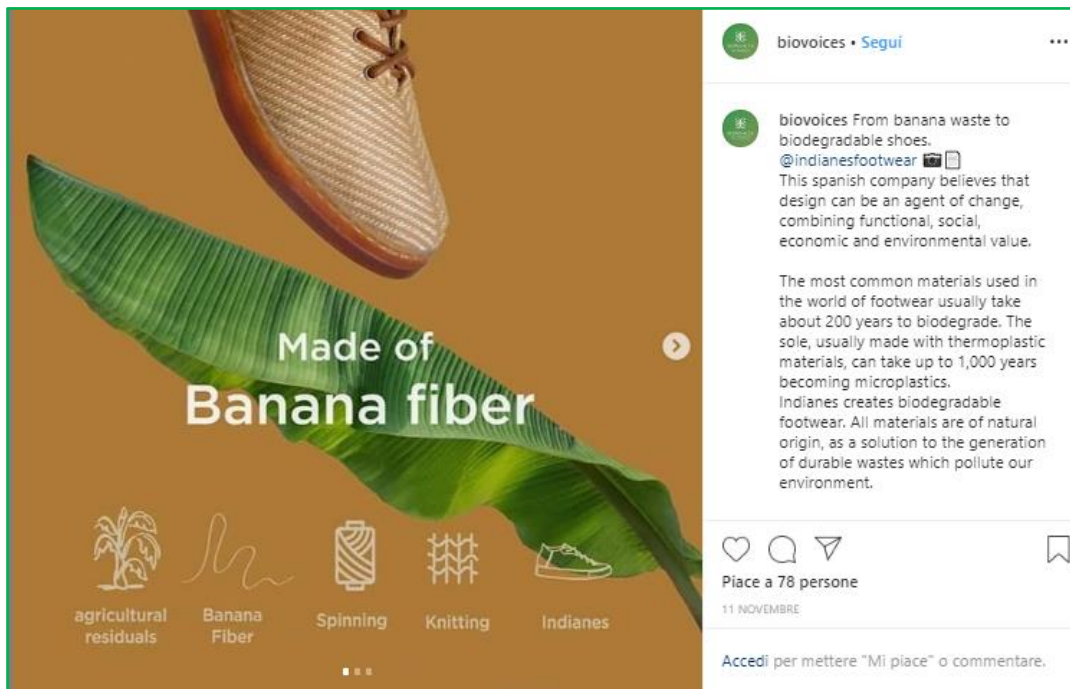 Made of
Banana fiber
agricultural
residuals
Banana
Fiber
Spinning
Knitting
Indianes
biovoices • Segui
biovoices From banana waste to
biodegradable shoes.
@indianesfootwear
This spanish company believes that
design can be an agent of change,
combining functional, social,
economic and environmental value.
The most common materials used in
the world of footwear usually take
about 200 years to biodegrade. The
sole, usually made with thermoplastic
materials, can take up to 1,000 years
becoming microplastics.
Indianes creates biodegradable
footwear. All materials are of natural
origin, as a solution to the generation
of durable wastes which pollute our
environment.
Piace a 78 persone
11 NOVEMBRE
Accedi per mettere "Mi piace" o commentare.